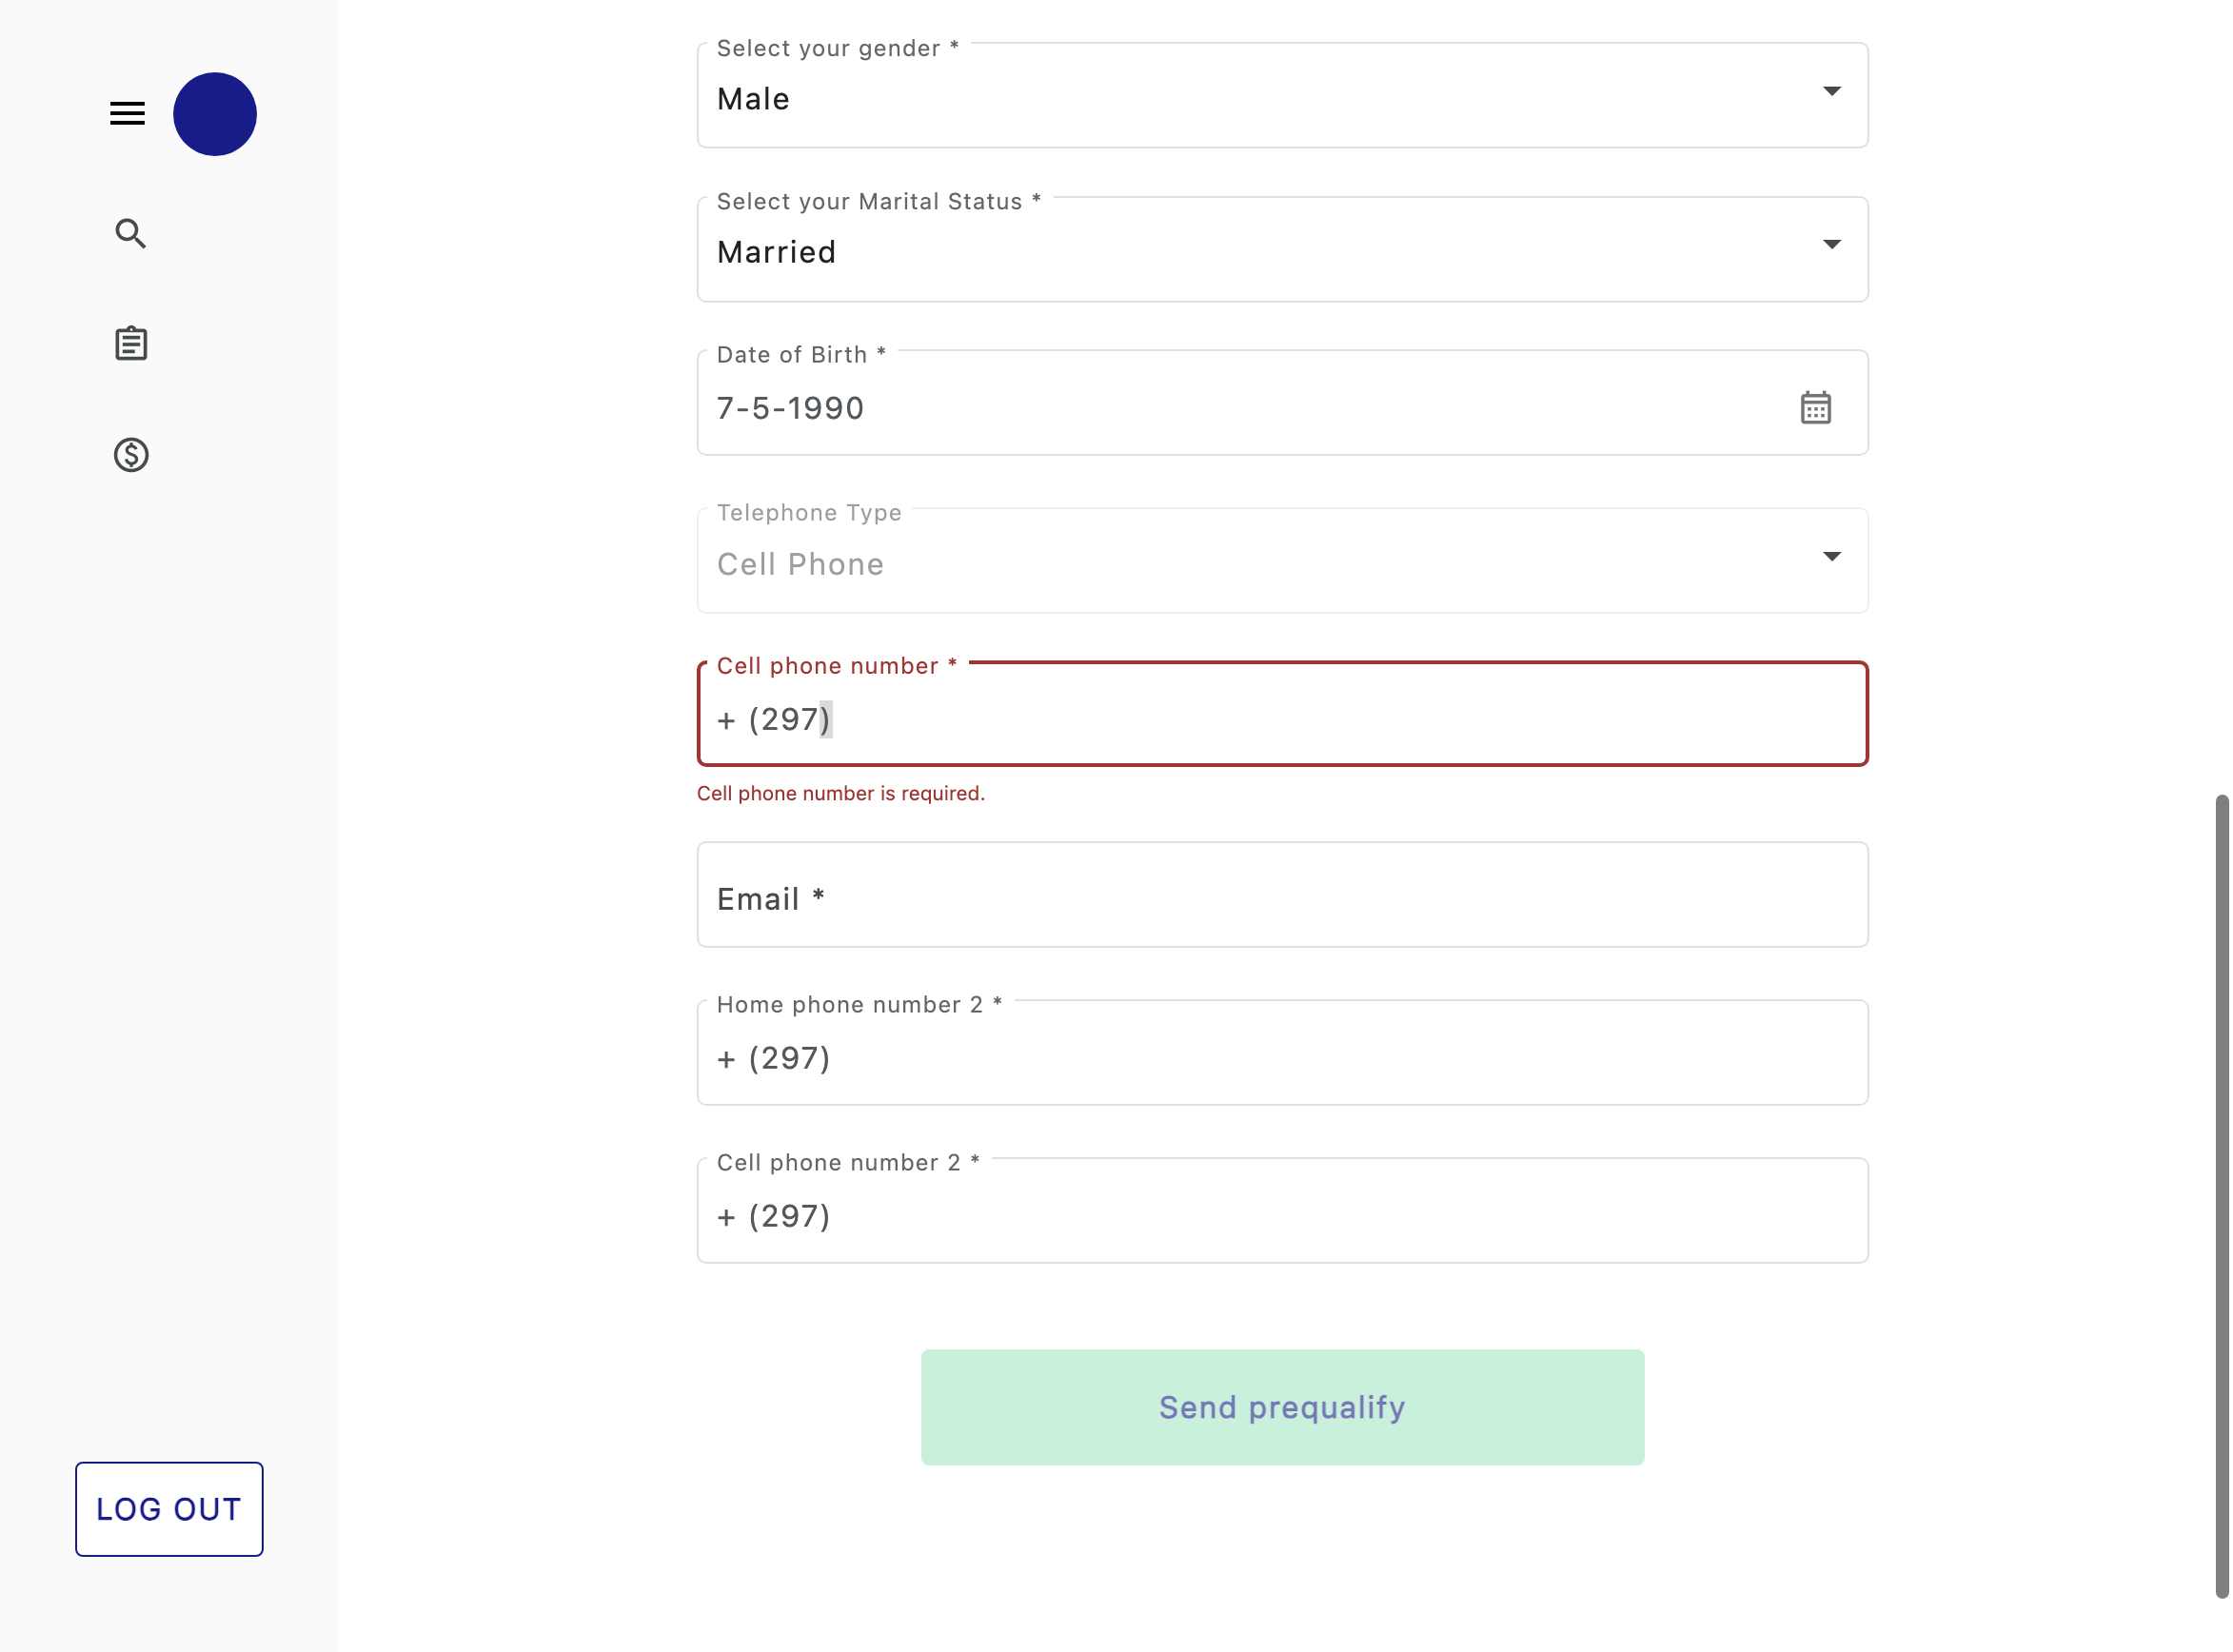 Select your gender *
Male
Select your Marital Status *
Married
Date of Birth *
7-5-1990
Telephone Type
Cell Phone
Cell phone number *
+ (297)
Cell phone number is required.
Email *
Home phone number 2 *
+ (297)
Cell phone number 2 *
+ (297)
Send prequalify
LOG OUT